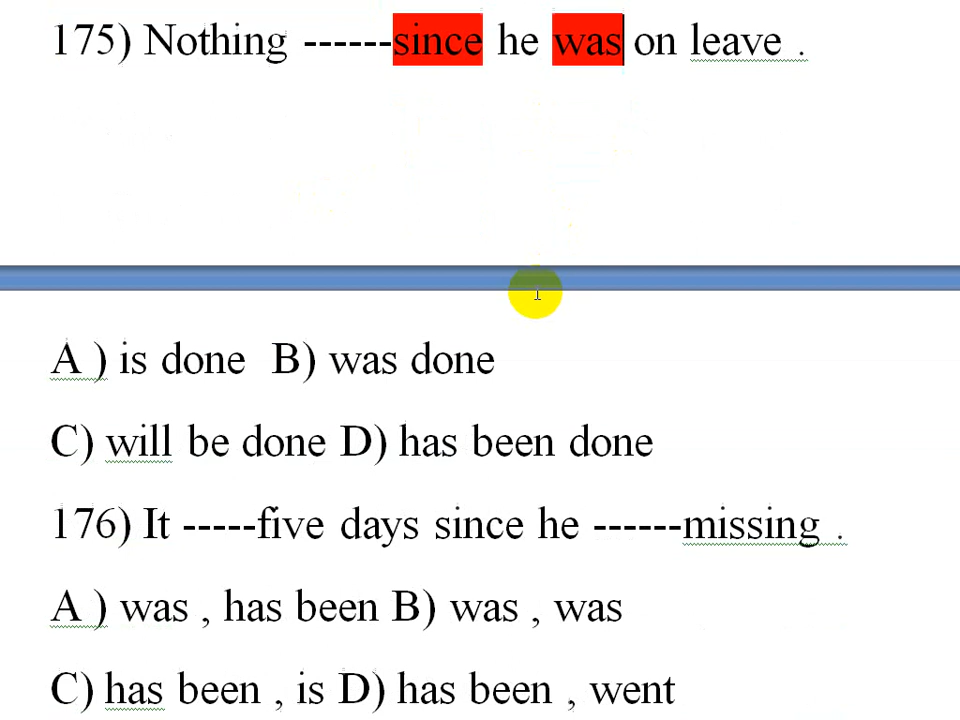 175) Nothing ------since he was on leave .
A ) is done B) was done
C) will be done D) has been done
176) It -----five days since he ------missing .
A ) was , has been B) was , was
C) has been , is D) has been , went